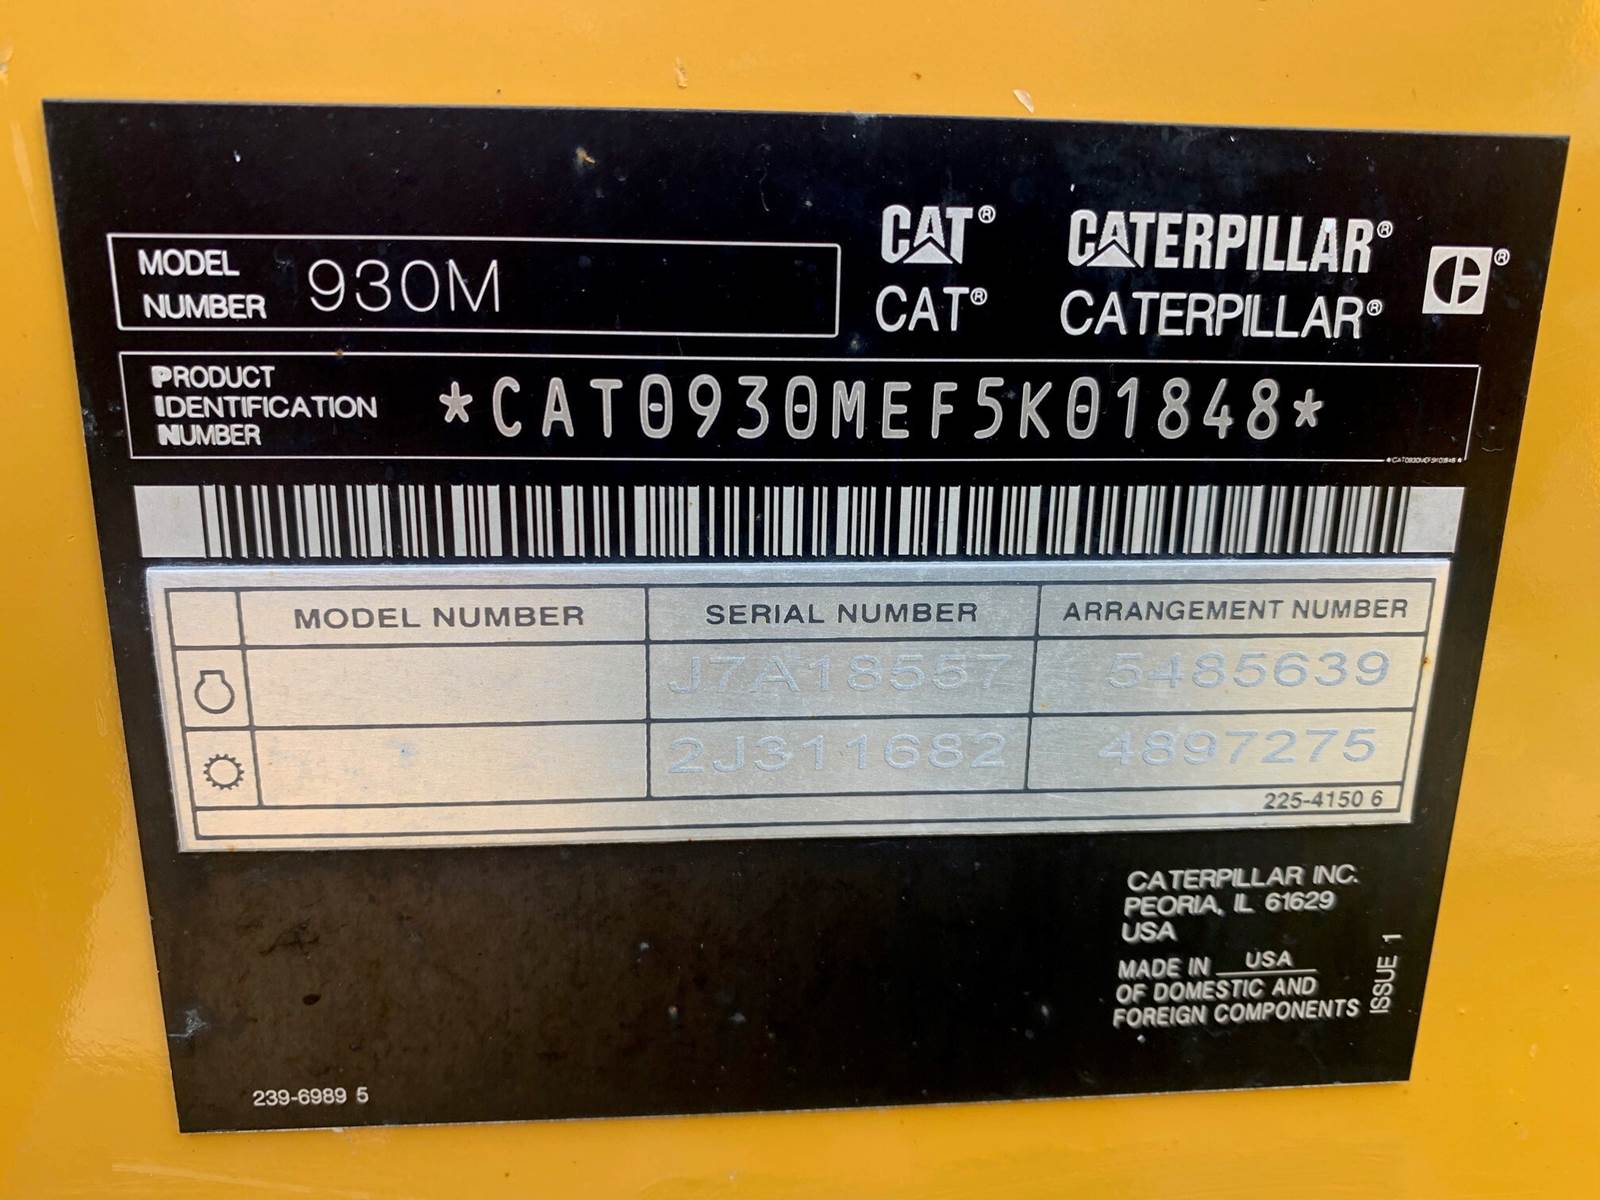 CAT® CATERPILLAR®
MODEL NUMBER 930M
CAT® CATERPILLAR®
PRODUCT
IDENTIFICATION
NUMBER
*CAT0930MEF5K01848*
*CAT0930MEF5K01848*
MODEL NUMBER SERIAL NUMBER ARRANGEMENT NUMBER
J7A18557 5485639
2J311682 4897275
225-4150 6
CATERPILLAR INC.
PEORIA, IL 61629
USA
MADE IN USA
OF DOMESTIC AND
FOREIGN COMPONENTS
ISSUE 1
239-6989 5